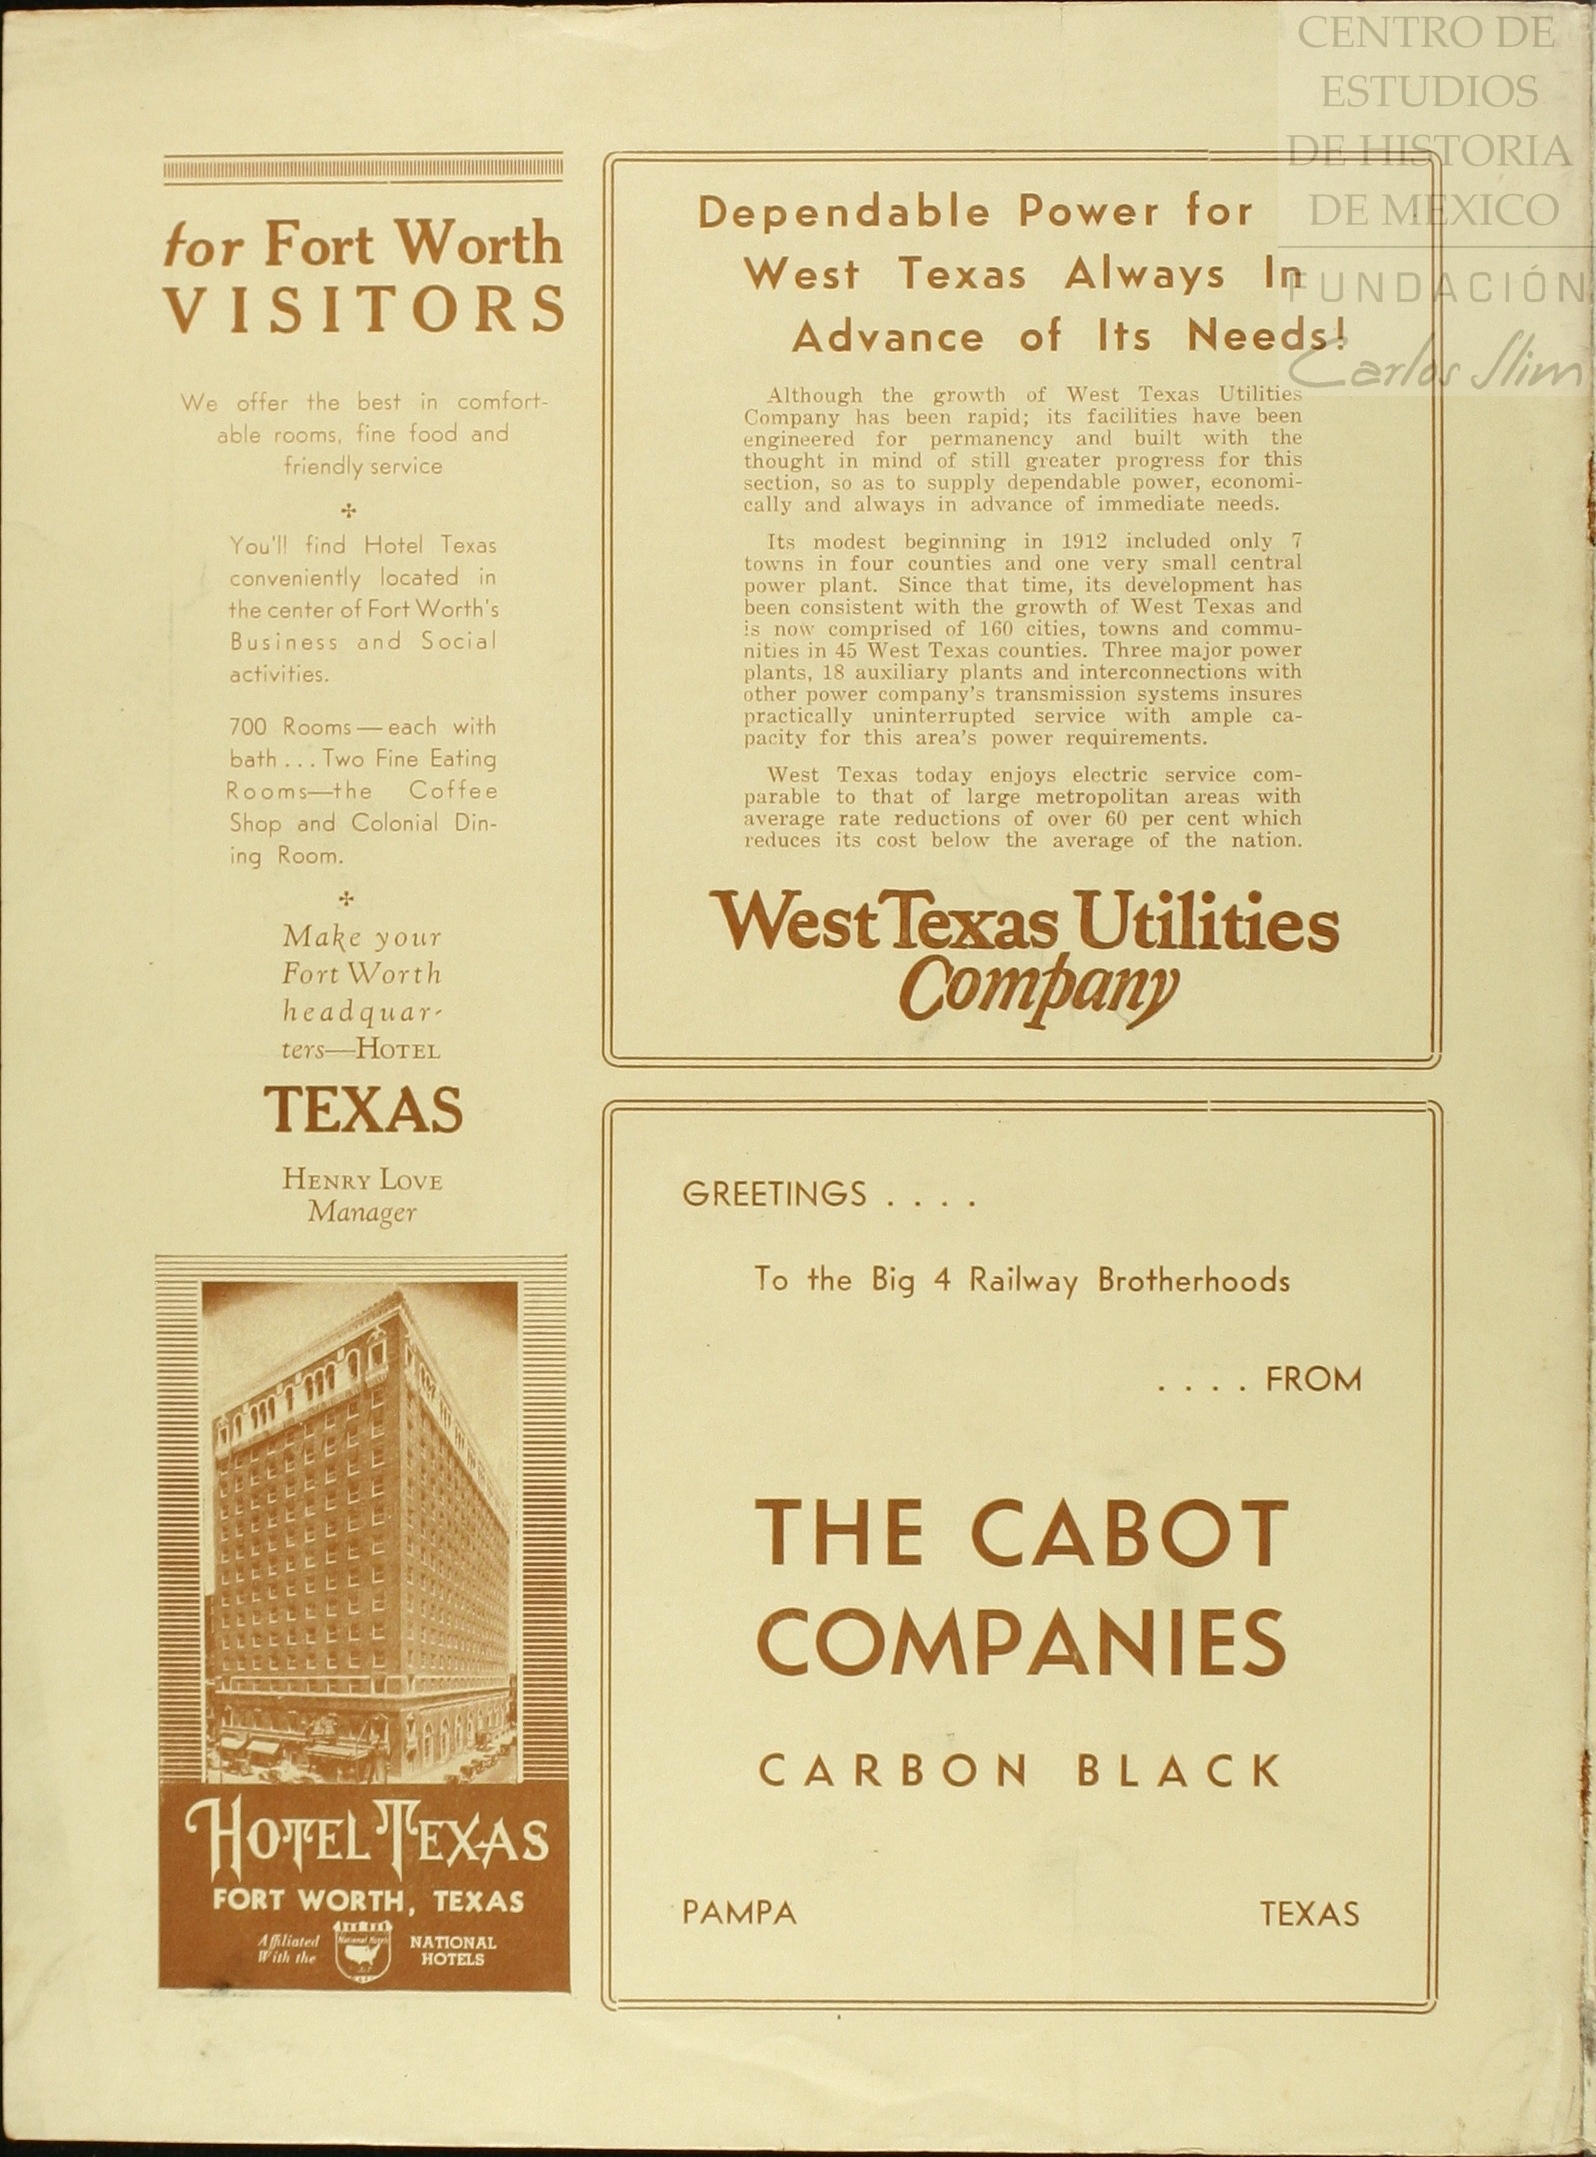 CENTRO DE
ESTUDIOS
DE HISTORIA
DE MEXICO
FUNDACIÓN
Carlos Slim
for Fort Worth
VISITORS
We offer the best in comfort-
able rooms, fine food and
friendly service
You'll find Hotel Texas
conveniently located in
the center of Fort Worth's
Business and Social
activities.
700 Rooms—each with
bath... Two Fine Eating
Rooms—the Coffee
Shop and Colonial Din-
ing Room.
Make your
Fort Worth
headquar-
ters—HOTEL
TEXAS
HENRY LOVE
Manager
HOTEL TEXAS
FORT WORTH, TEXAS
Affiliated
With the
National Hotels
NATIONAL
HOTELS
Dependable Power for
West Texas Always In
Advance of Its Needs!
Although the growth of West Texas Utilities
Company has been rapid; its facilities have been
engineered for permanency and built with the
thought in mind of still greater progress for this
section, so as to supply dependable power, economi-
cally and always in advance of immediate needs.
Its modest beginning in 1912 included only 7
towns in four counties and one very small central
power plant. Since that time, its development has
been consistent with the growth of West Texas and
is now comprised of 160 cities, towns and commu-
nities in 45 West Texas counties. Three major power
plants, 18 auxiliary plants and interconnections with
other power company's transmission systems insures
practically uninterrupted service with ample ca-
pacity for this area's power requirements.
West Texas today enjoys electric service com-
parable to that of large metropolitan areas with
average rate reductions of over 60 per cent which
reduces its cost below the average of the nation.
West Texas Utilities
Company
GREETINGS . . . .
To the Big 4 Railway Brotherhoods
. . . . FROM
THE CABOT
COMPANIES
CARBON BLACK
PAMPA TEXAS